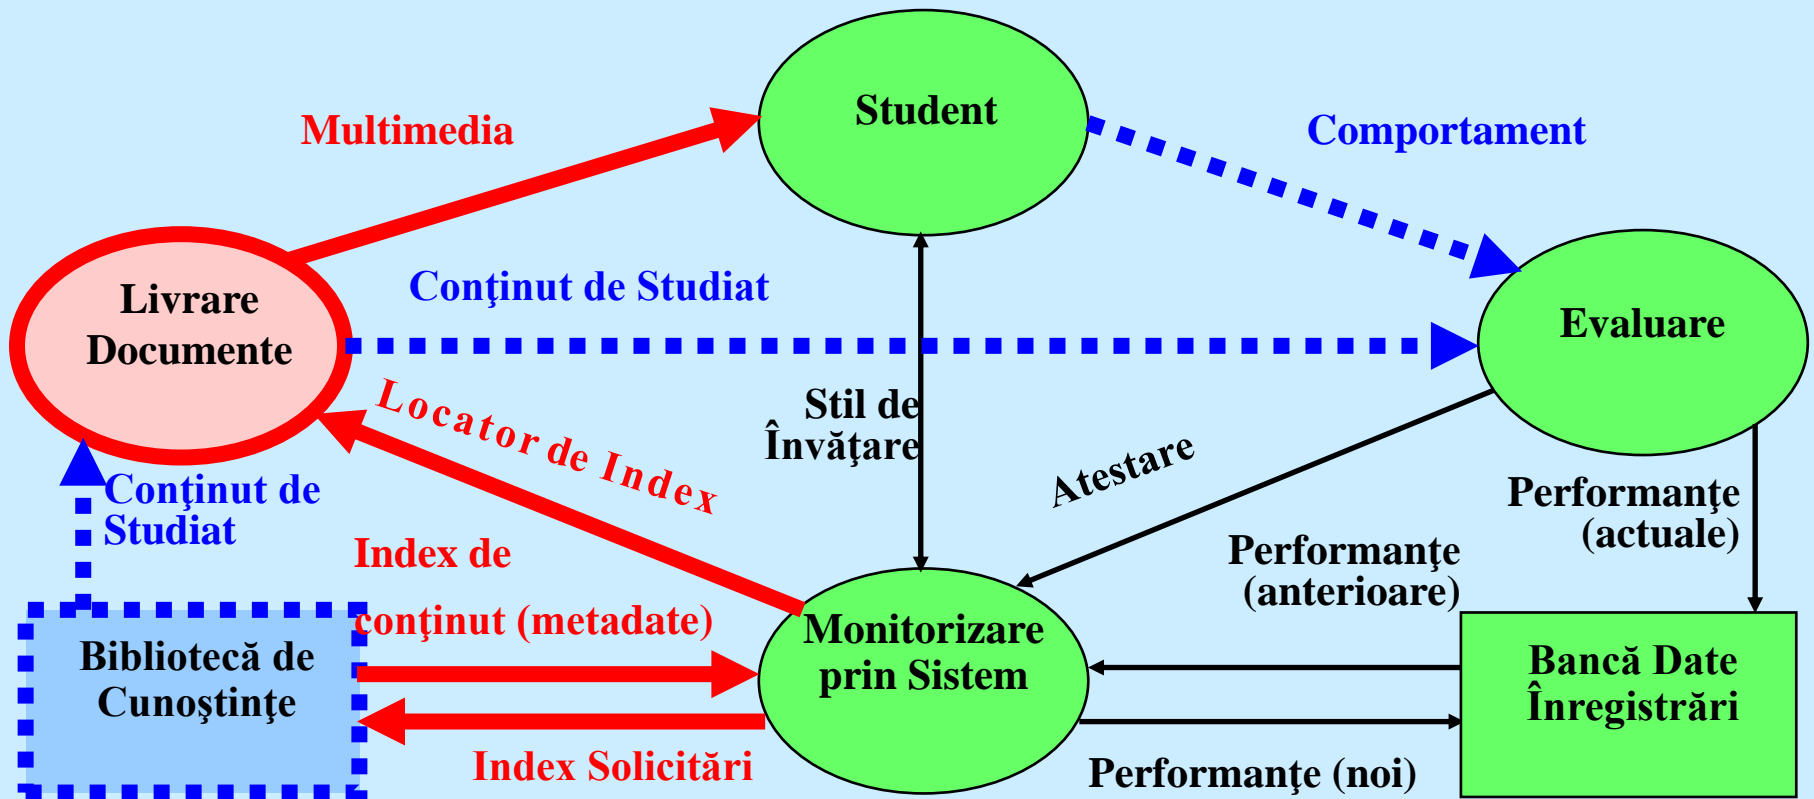 Student
Multimedia
Comportament
Livrare
Documente
Conţinut de Studiat
Evaluare
Locator de Index
Stil de
Învăţare
Atestare
Conţinut de
Studiat
Performanţe
(actuale)
Index de
conţinut (metadate)
Performanţe
(anterioare)
Bibliotecă de
Cunoştinţe
Monitorizare
prin Sistem
Bancă Date
Înregistrări
Index Solicitări
Performanţe (noi)